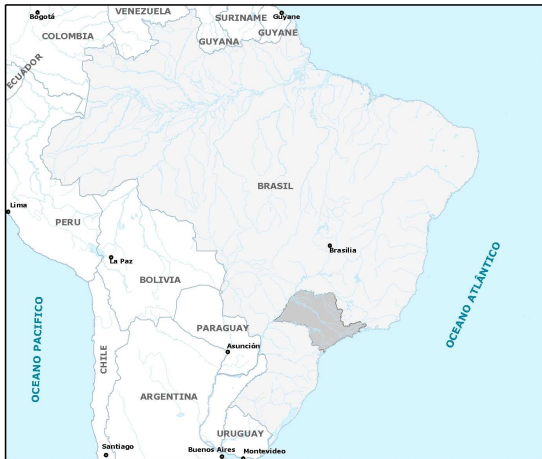 Bogotá
VENEZUELA
SURINAME
Guyane
COLOMBIA
GUYANA
GUYANE
ECUADOR
BRASIL
Lima
PERU
Brasília
La Paz
OCEANO ATLÂNTICO
BOLIVIA
OCEANO PACIFICO
PARAGUAY
Asunción
CHILE
ARGENTINA
URUGUAY
Santiago
Buenos Aires
Montevideo